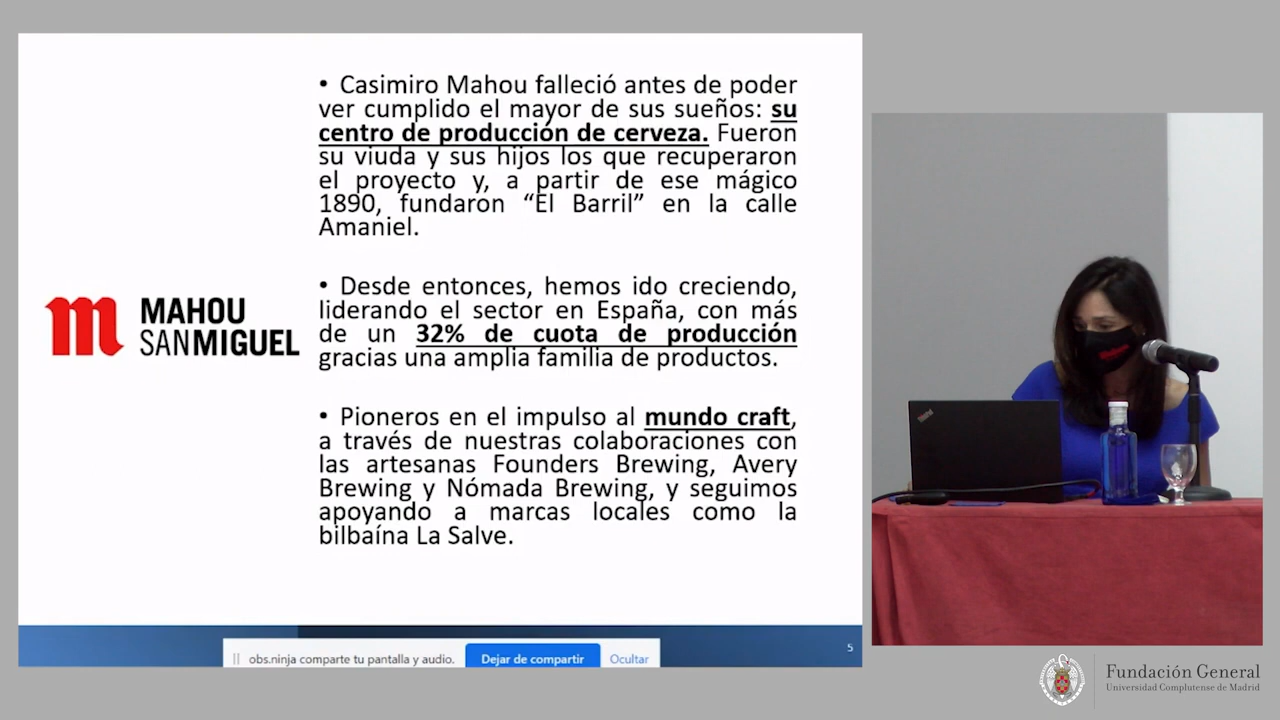 • Casimiro Mahou falleció antes de poder
ver cumplido el mayor de sus sueños: su
centro de producción de cerveza. Fueron
su viuda y sus hijos los que recuperaron
el proyecto y, a partir de ese mágico
1890, fundaron “El Barril” en la calle
Amaniel.
• Desde entonces, hemos ido creciendo,
liderando el sector en España, con más
de un 32% de cuota de producción
gracias una amplia familia de productos.
• Pioneros en el impulso al mundo craft,
a través de nuestras colaboraciones con
las artesanas Founders Brewing, Avery
Brewing y Nómada Brewing, y seguimos
apoyando a marcas locales como la
bilbaína La Salve.
m MAHOU
SANMIGUEL
5
obs.ninja comparte tu pantalla y audio. Dejar de compartir Ocultar
ThinkPad
Fundación General
Universidad Complutense de Madrid